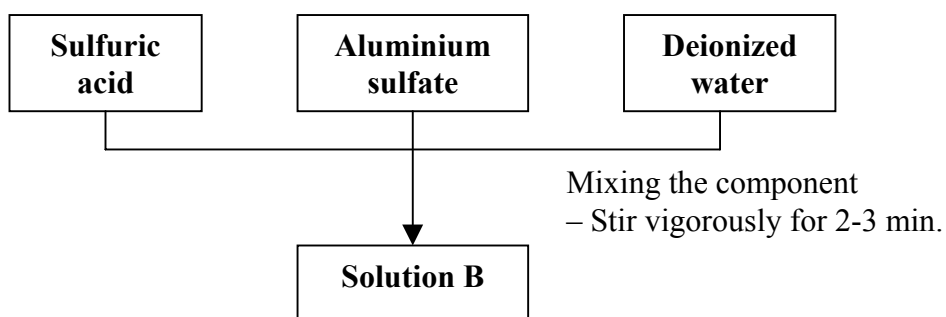 Sulfuric
acid
Aluminium
sulfate
Deionized
water
Mixing the component
– Stir vigorously for 2-3 min.
Solution B